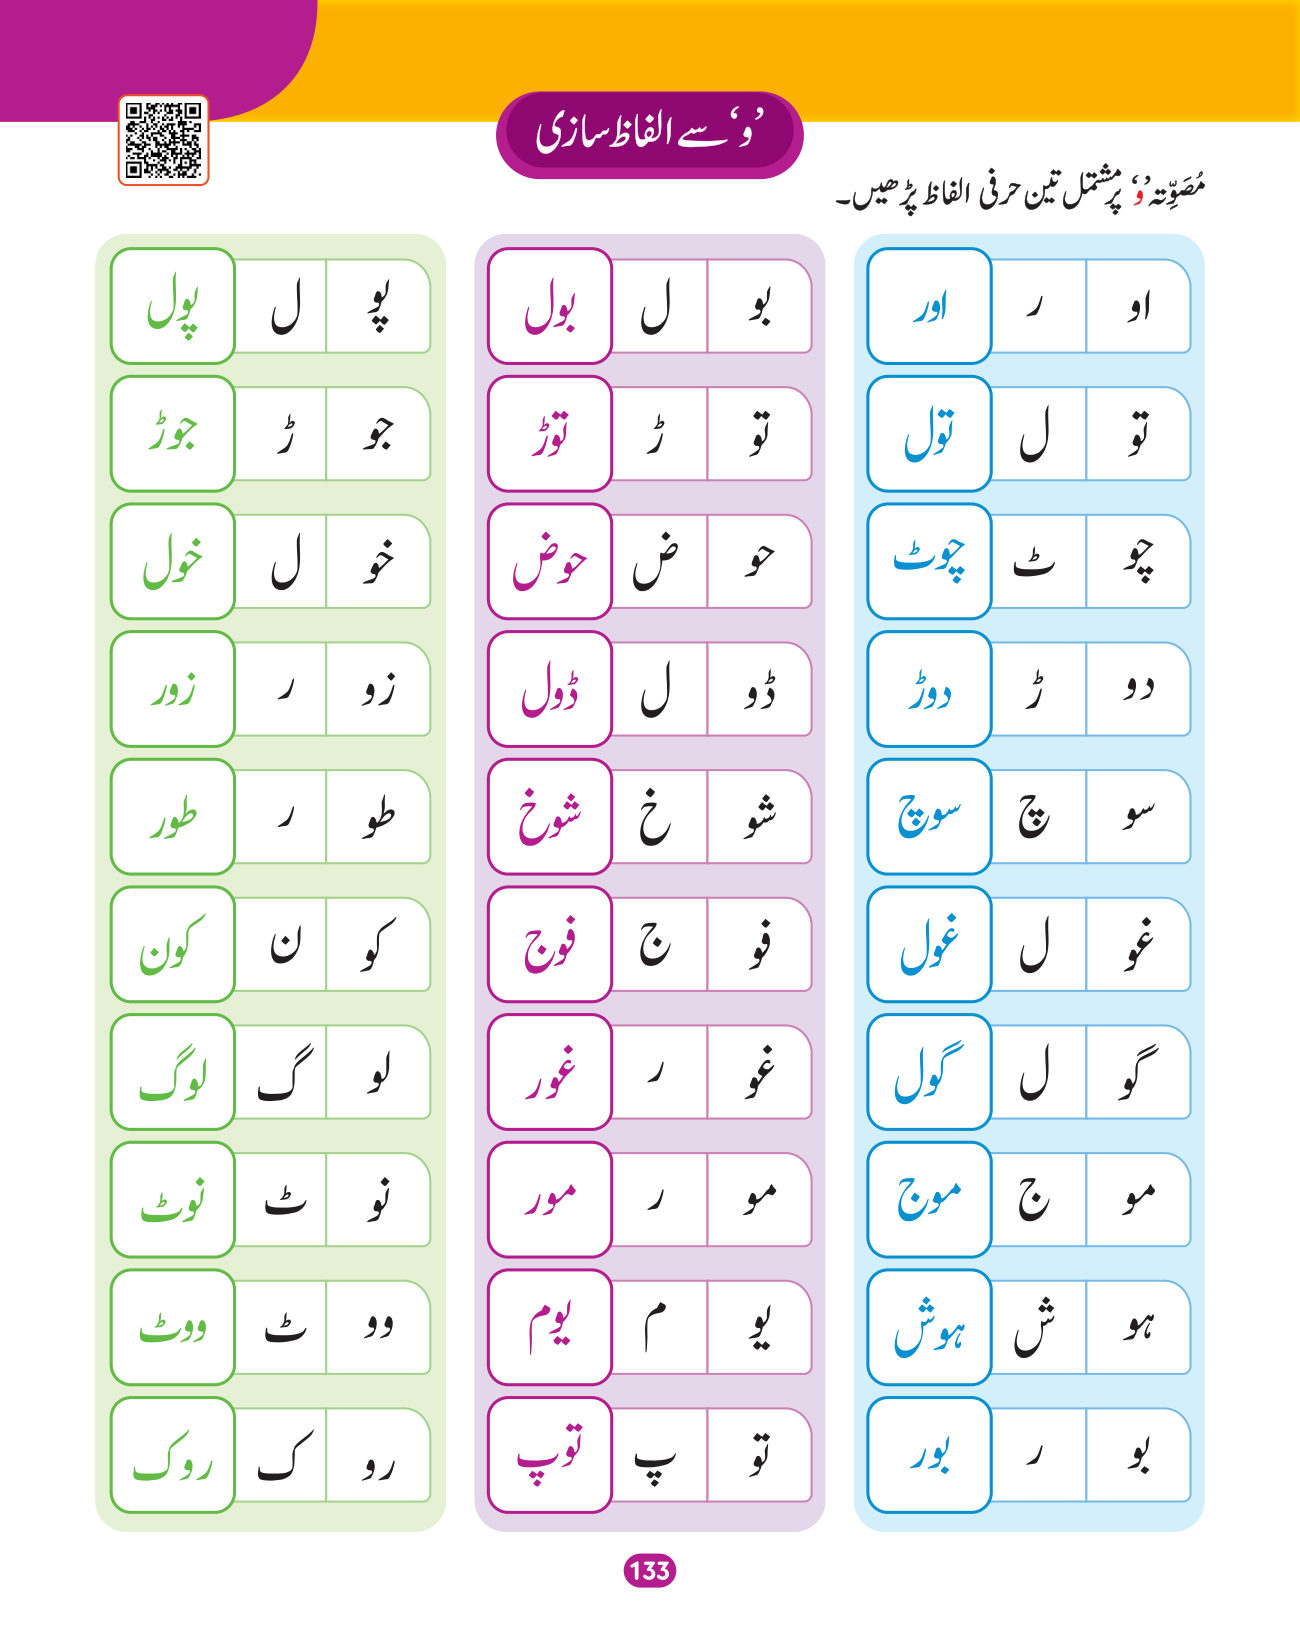 ’و‘ سے الفاظ سازی
مُصَوِّتہ ’و‘ پر مشتمل تین حرفی الفاظ پڑھیں۔
او ر اور بو ل بول پو ل پول
تو ل تول تو ڑ توڑ جو ڑ جوڑ
چو ٹ چوٹ حو ض حوض خو ل خول
دو ڑ دوڑ ڈو ل ڈول زو ر زور
سو چ سوچ شو خ شوخ طو ر طور
غو ل غول فو ج فوج کو ن کون
گو ل گول غو ر غور لو گ لوگ
مو ج موج مو ر مور نو ٹ نوٹ
ہو ش ہوش یو م یوم وو ٹ ووٹ
بو ر بور تو پ توپ رو ک روک
133